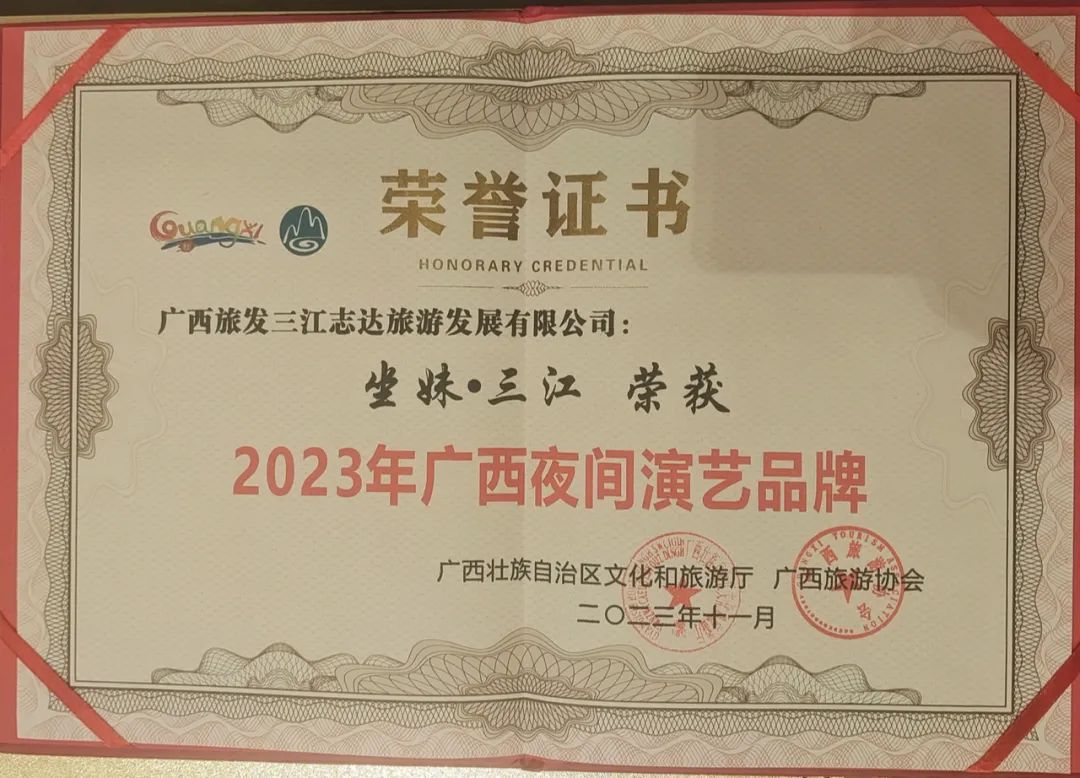 Guangxi
荣誉证书
HONORARY CREDENTIAL
广西旅发三江志达旅游发展有限公司：
坐妹•三江 荣获
2023年广西夜间演艺品牌
广西壮族自治区文化和旅游厅 广西旅游协会
二〇二三年十一月